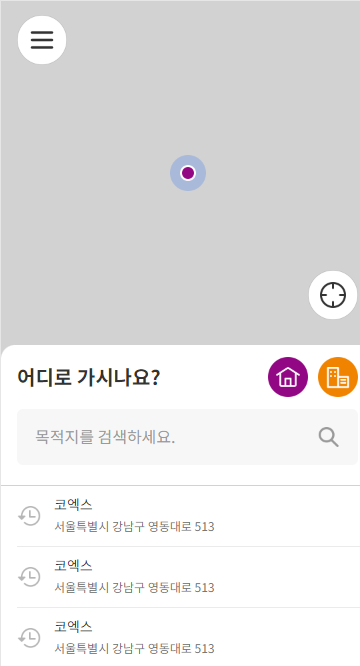 어디로 가시나요?
목적지를 검색하세요.
코엑스
서울특별시 강남구 영동대로 513
코엑스
서울특별시 강남구 영동대로 513
코엑스
서울특별시 강남구 영동대로 513